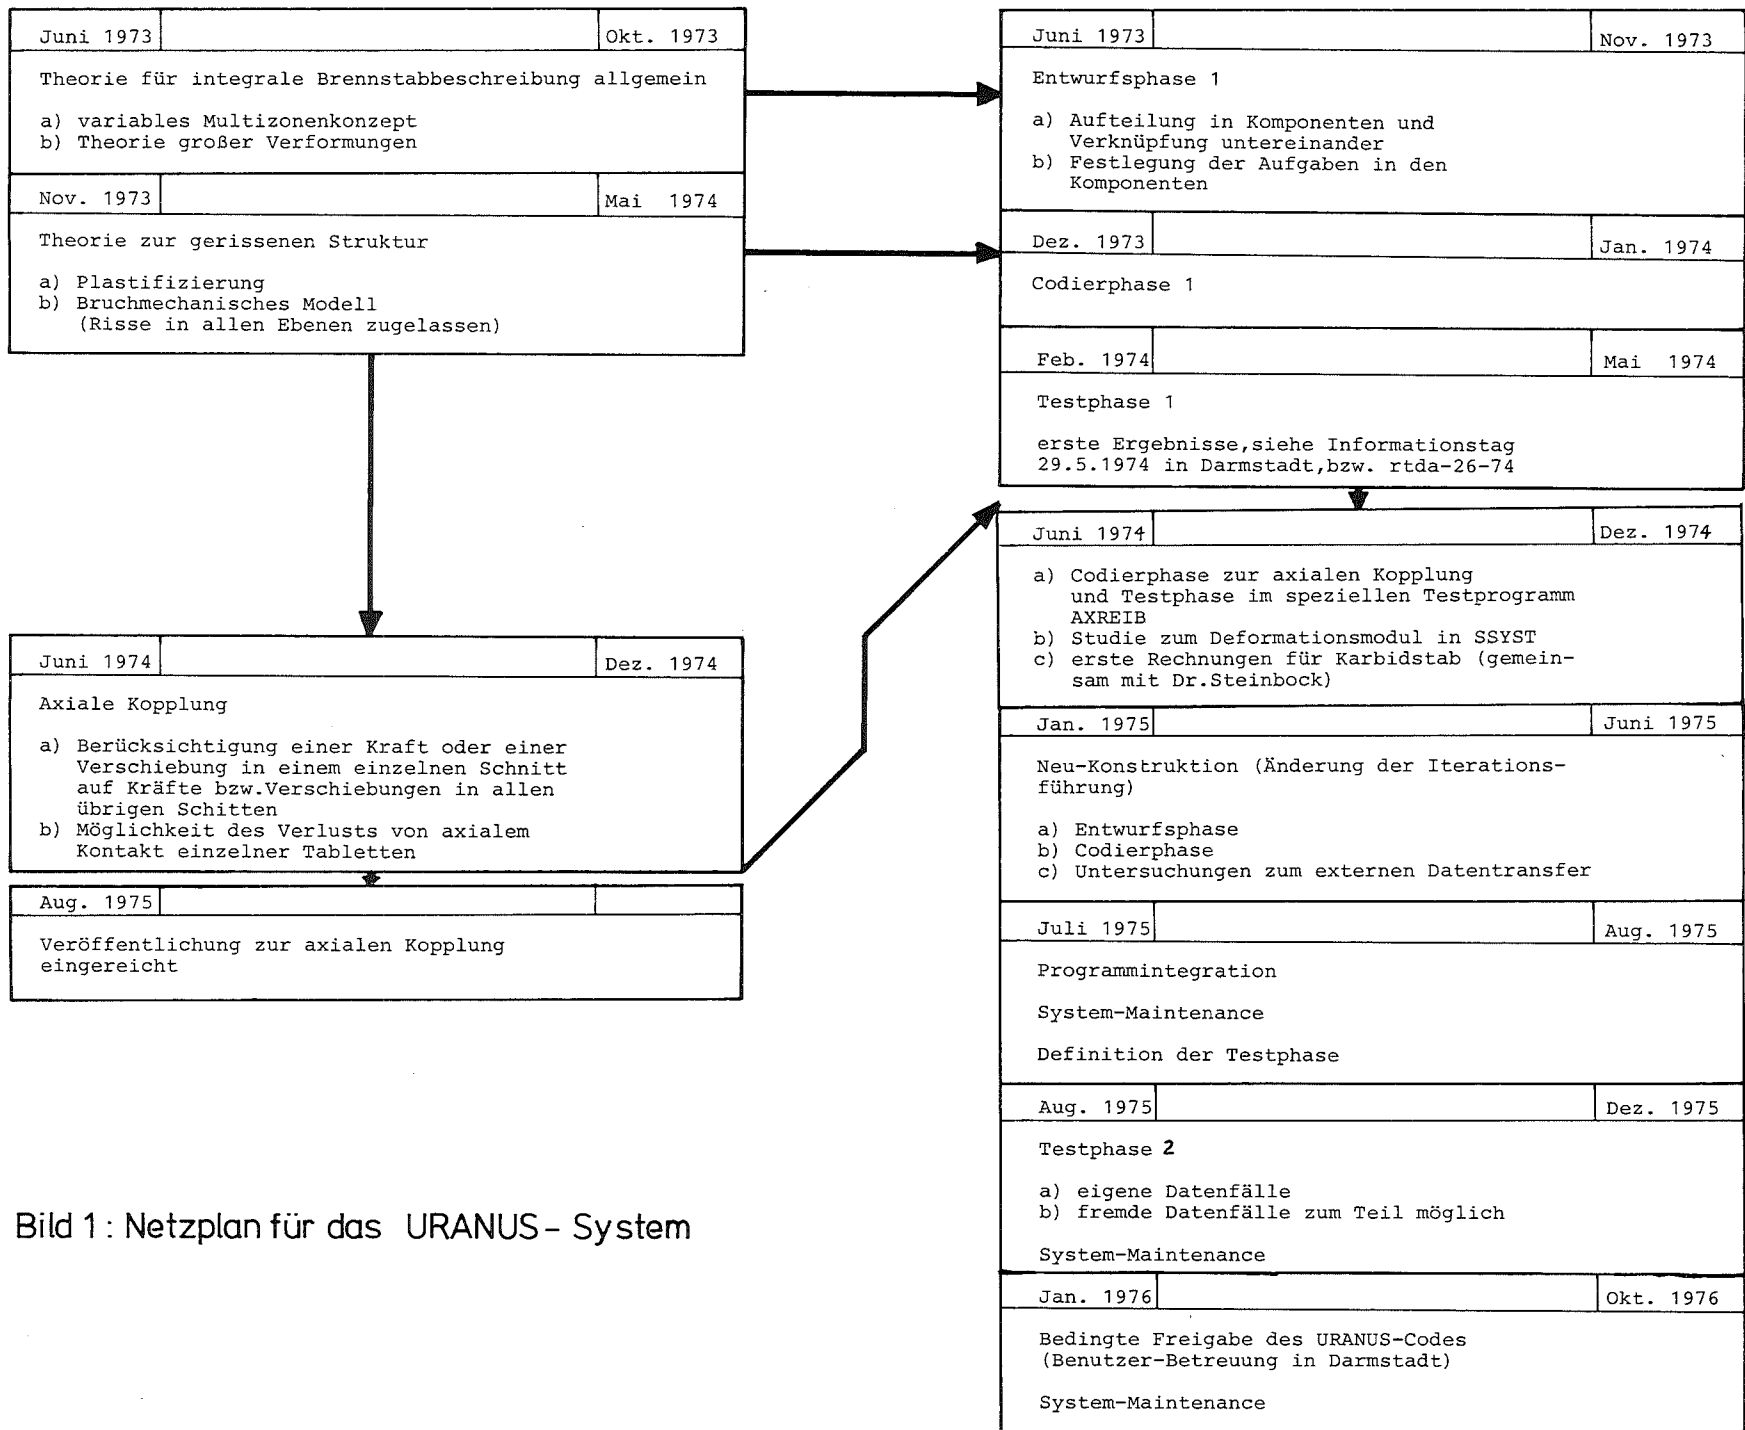 Juni 1973 Okt. 1973
Theorie für integrale Brennstabbeschreibung allgemein
a) variables Multizonenkonzept
b) Theorie großer Verformungen
Nov. 1973 Mai 1974
Theorie zur gerissenen Struktur
a) Plastifizierung
b) Bruchmechanisches Modell
(Risse in allen Ebenen zugelassen)
Juni 1974 Dez. 1974
Axiale Kopplung
a) Berücksichtigung einer Kraft oder einer
Verschiebung in einem einzelnen Schnitt
auf Kräfte bzw.Verschiebungen in allen
übrigen Schitten
b) Möglichkeit des Verlusts von axialem
Kontakt einzelner Tabletten
Aug. 1975
Veröffentlichung zur axialen Kopplung
eingereicht
Juni 1973 Nov. 1973
Entwurfsphase 1
a) Aufteilung in Komponenten und
Verknüpfung untereinander
b) Festlegung der Aufgaben in den
Komponenten
Dez. 1973 Jan. 1974
Codierphase 1
Feb. 1974 Mai 1974
Testphase 1
erste Ergebnisse,siehe Informationstag
29.5.1974 in Darmstadt,bzw. rtda-26-74
Juni 1974 Dez. 1974
a) Codierphase zur axialen Kopplung
und Testphase im speziellen Testprogramm
AXREIB
b) Studie zum Deformationsmodul in SSYST
c) erste Rechnungen für Karbidstab (gemein-
sam mit Dr.Steinbock)
Jan. 1975 Juni 1975
Neu-Konstruktion (Änderung der Iterations-
führung)
a) Entwurfsphase
b) Codierphase
c) Untersuchungen zum externen Datentransfer
Juli 1975 Aug. 1975
Programmintegration
System-Maintenance
Definition der Testphase
Aug. 1975 Dez. 1975
Testphase 2
a) eigene Datenfälle
b) fremde Datenfälle zum Teil möglich
System-Maintenance
Jan. 1976 Okt. 1976
Bedingte Freigabe des URANUS-Codes
(Benutzer-Betreuung in Darmstadt)
System-Maintenance
Bild 1: Netzplan für das URANUS- System